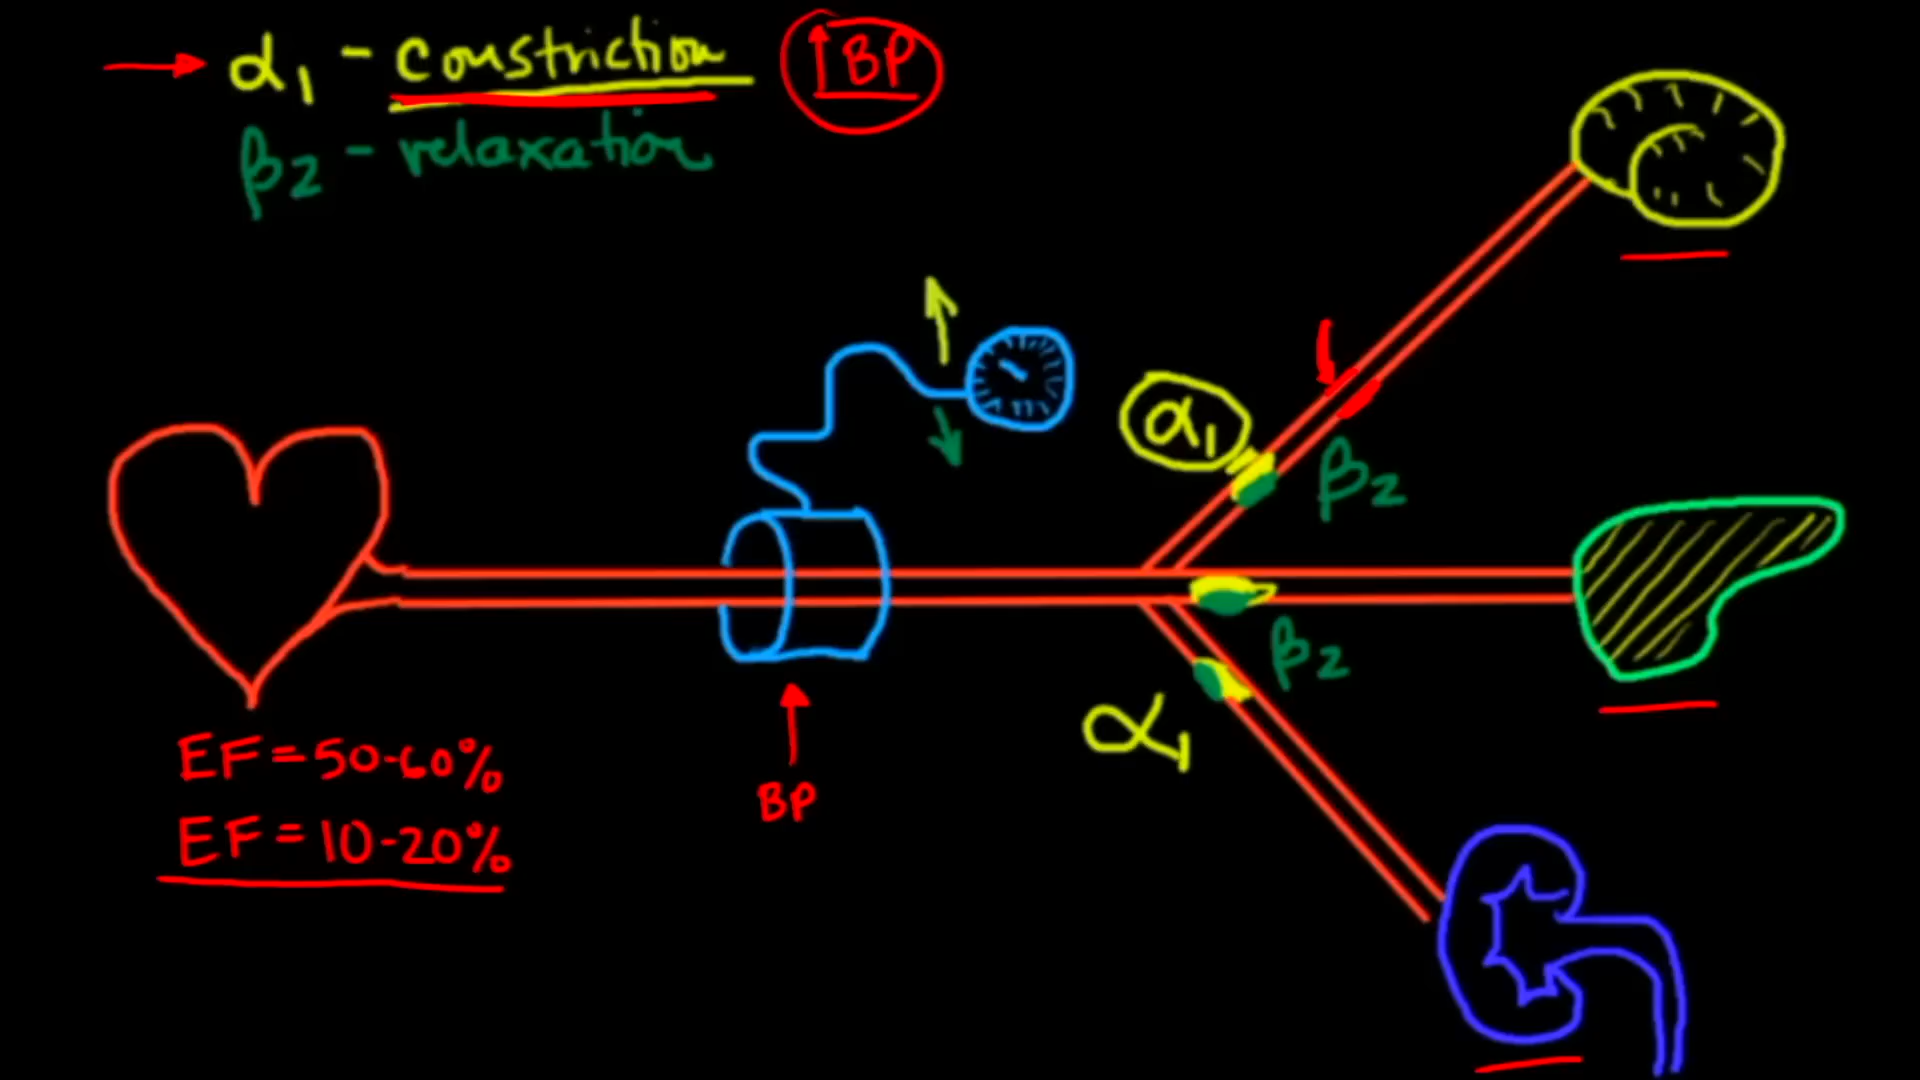 α₁ - constriction ↑BP
β₂ - relaxation
α₁
β₂
β₂
α₁
EF = 50-60%
BP
EF = 10-20%